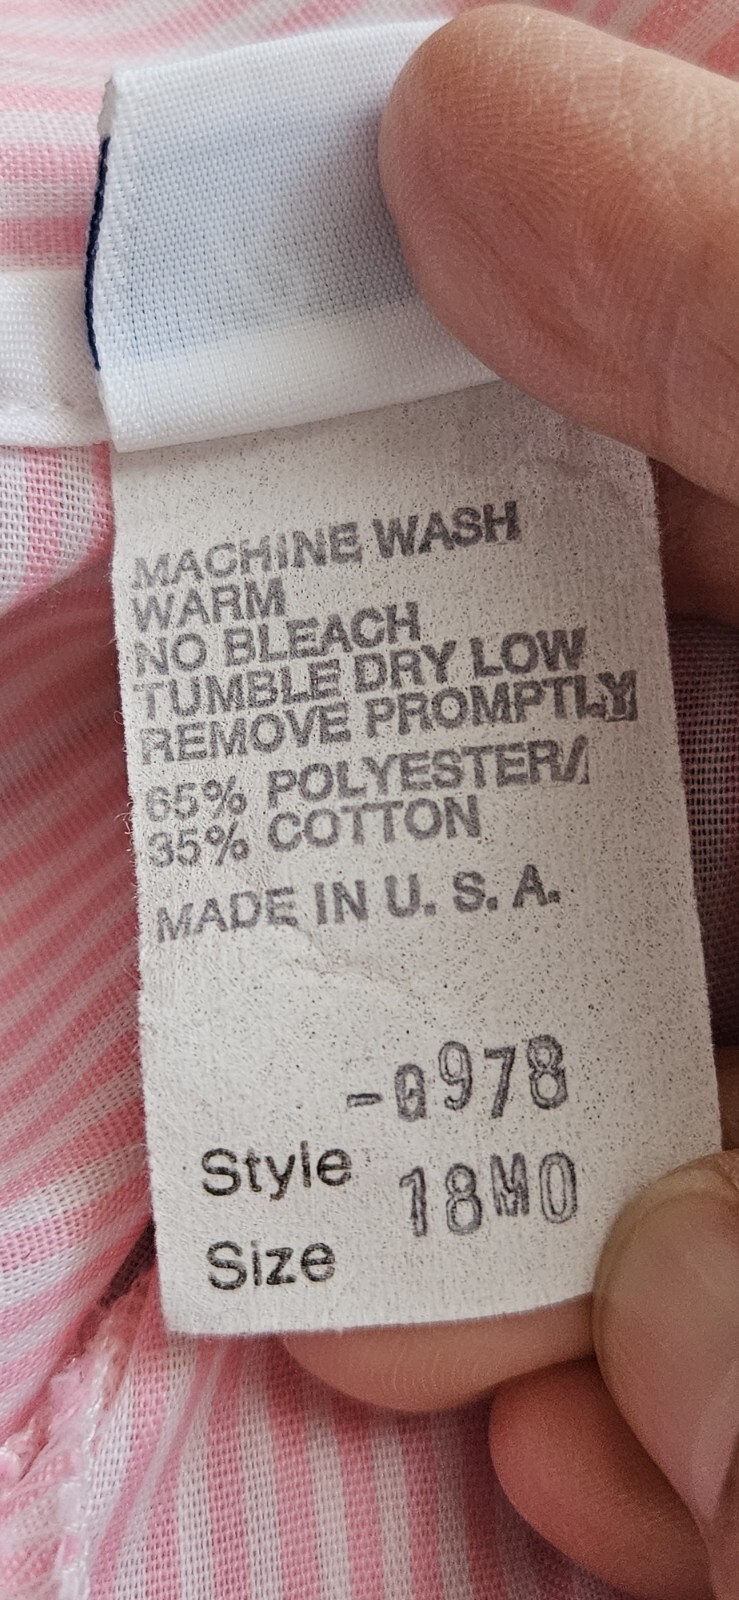 MACHINE WASH
WARM
NO BLEACH
TUMBLE DRY LOW
REMOVE PROMPTLY
65% POLYESTER/
35% COTTON
MADE IN U. S. A.
-0978
Style
18MO
Size